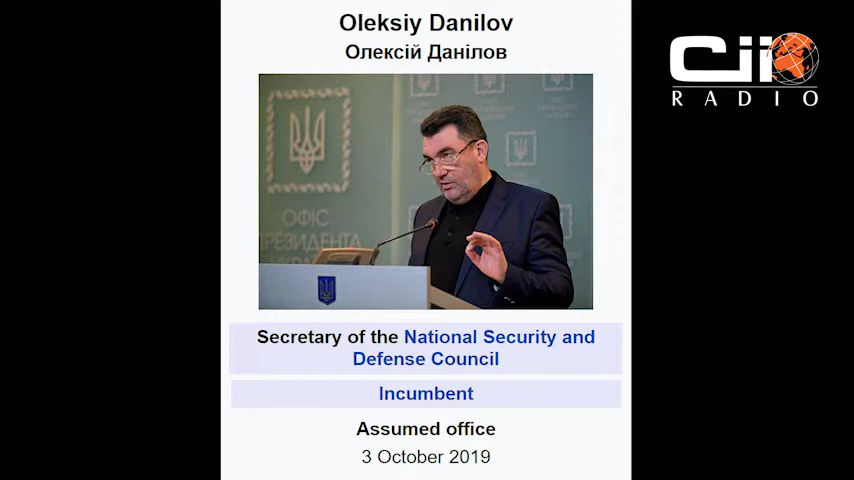 Oleksiy Danilov
Олексій Данілов
Cii
RADIO
ОФІС
ПРЕЗИДЕНТА
Secretary of the National Security and
Defense Council
Incumbent
Assumed office
3 October 2019